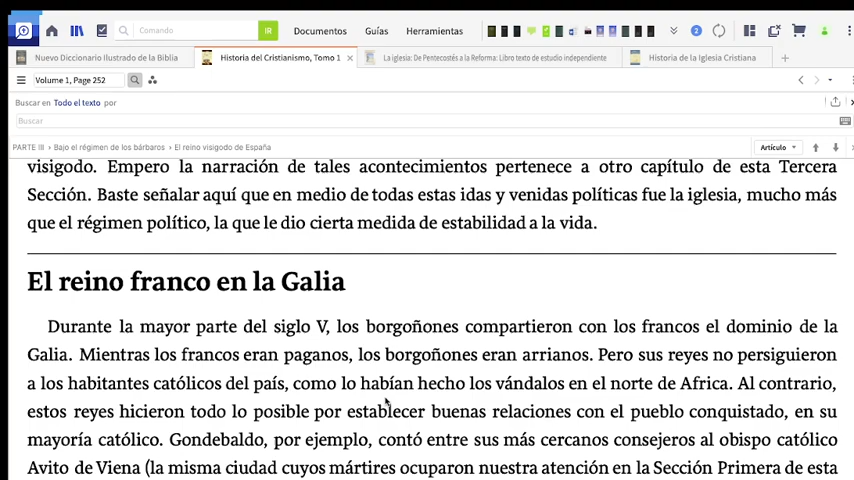 Comando
IR
Documentos
Guías
Herramientas
2
Nuevo Diccionario Ilustrado de la Biblia
Historia del Cristianismo, Tomo 1
La iglesia: De Pentecostés a la Reforma: Libro texto de estudio independiente
Historia de la Iglesia Cristiana
Volume 1, Page 252
Buscar en Todo el texto por
Buscar
PARTE III › Bajo el régimen de los bárbaros › El reino visigodo de España
Artículo
visigodo. Empero la narración de tales acontecimientos pertenece a otro capítulo de esta Tercera
Sección. Baste señalar aquí que en medio de todas estas idas y venidas políticas fue la iglesia, mucho más
que el régimen político, la que le dio cierta medida de estabilidad a la vida.
El reino franco en la Galia
Durante la mayor parte del siglo V, los borgoñones compartieron con los francos el dominio de la
Galia. Mientras los francos eran paganos, los borgoñones eran arrianos. Pero sus reyes no persiguieron
a los habitantes católicos del país, como lo habían hecho los vándalos en el norte de Africa. Al contrario,
estos reyes hicieron todo lo posible por establecer buenas relaciones con el pueblo conquistado, en su
mayoría católico. Gondebaldo, por ejemplo, contó entre sus más cercanos consejeros al obispo católico
Avito de Viena (la misma ciudad cuyos mártires ocuparon nuestra atención en la Sección Primera de esta